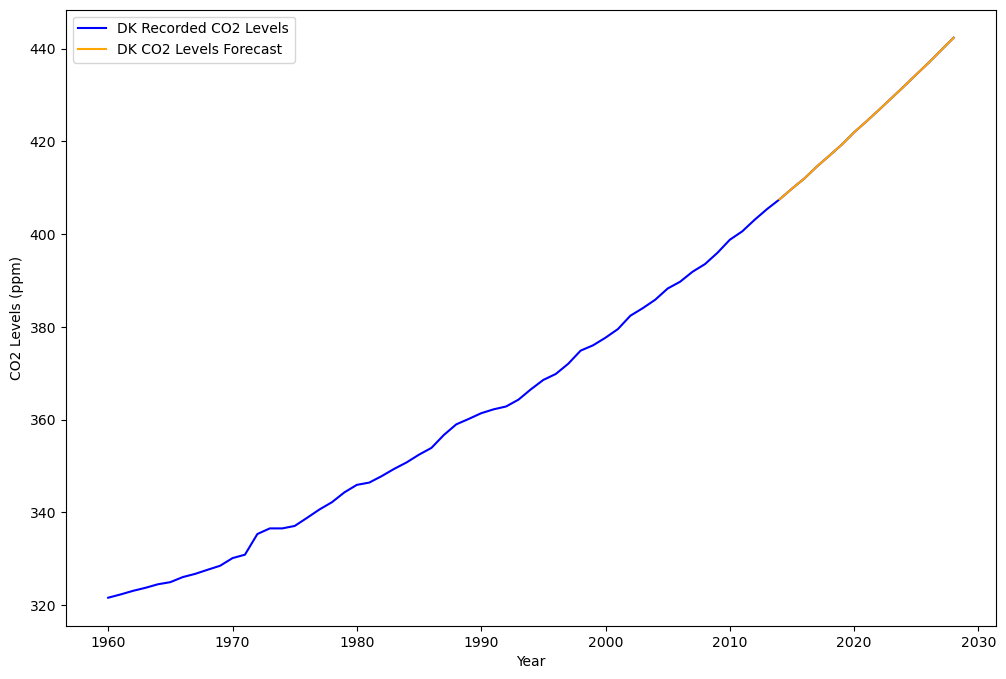 DK Recorded CO2 Levels
DK CO2 Levels Forecast
CO2 Levels (ppm)
440
420
400
380
360
340
320
1960 1970 1980 1990 2000 2010 2020 2030
Year